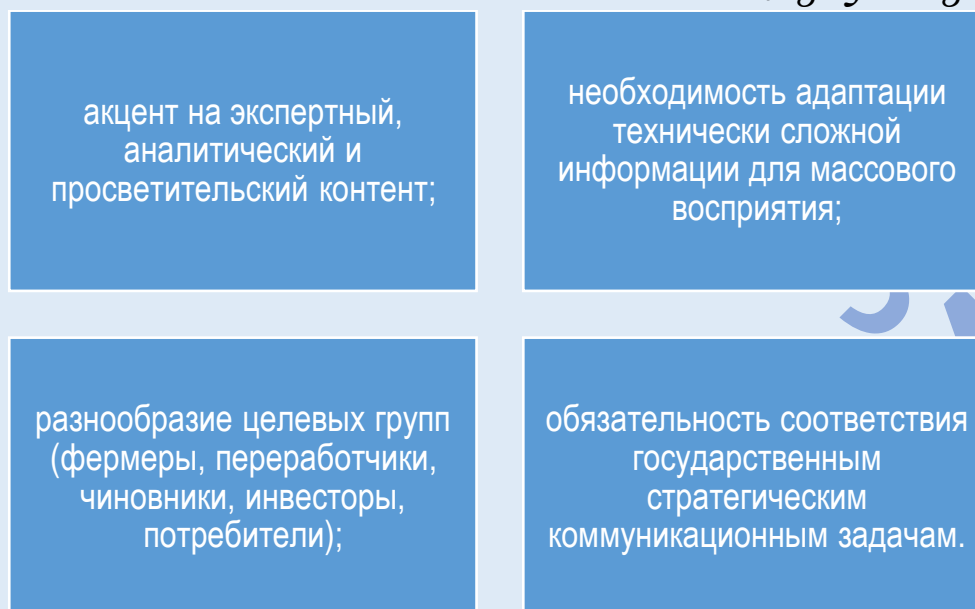 акцент на экспертный,
аналитический и
просветительский контент;
необходимость адаптации
технически сложной
информации для массового
восприятия;
разнообразие целевых групп
(фермеры, переработчики,
чиновники, инвесторы,
потребители);
обязательность соответствия
государственным
стратегическим
коммуникационным задачам.